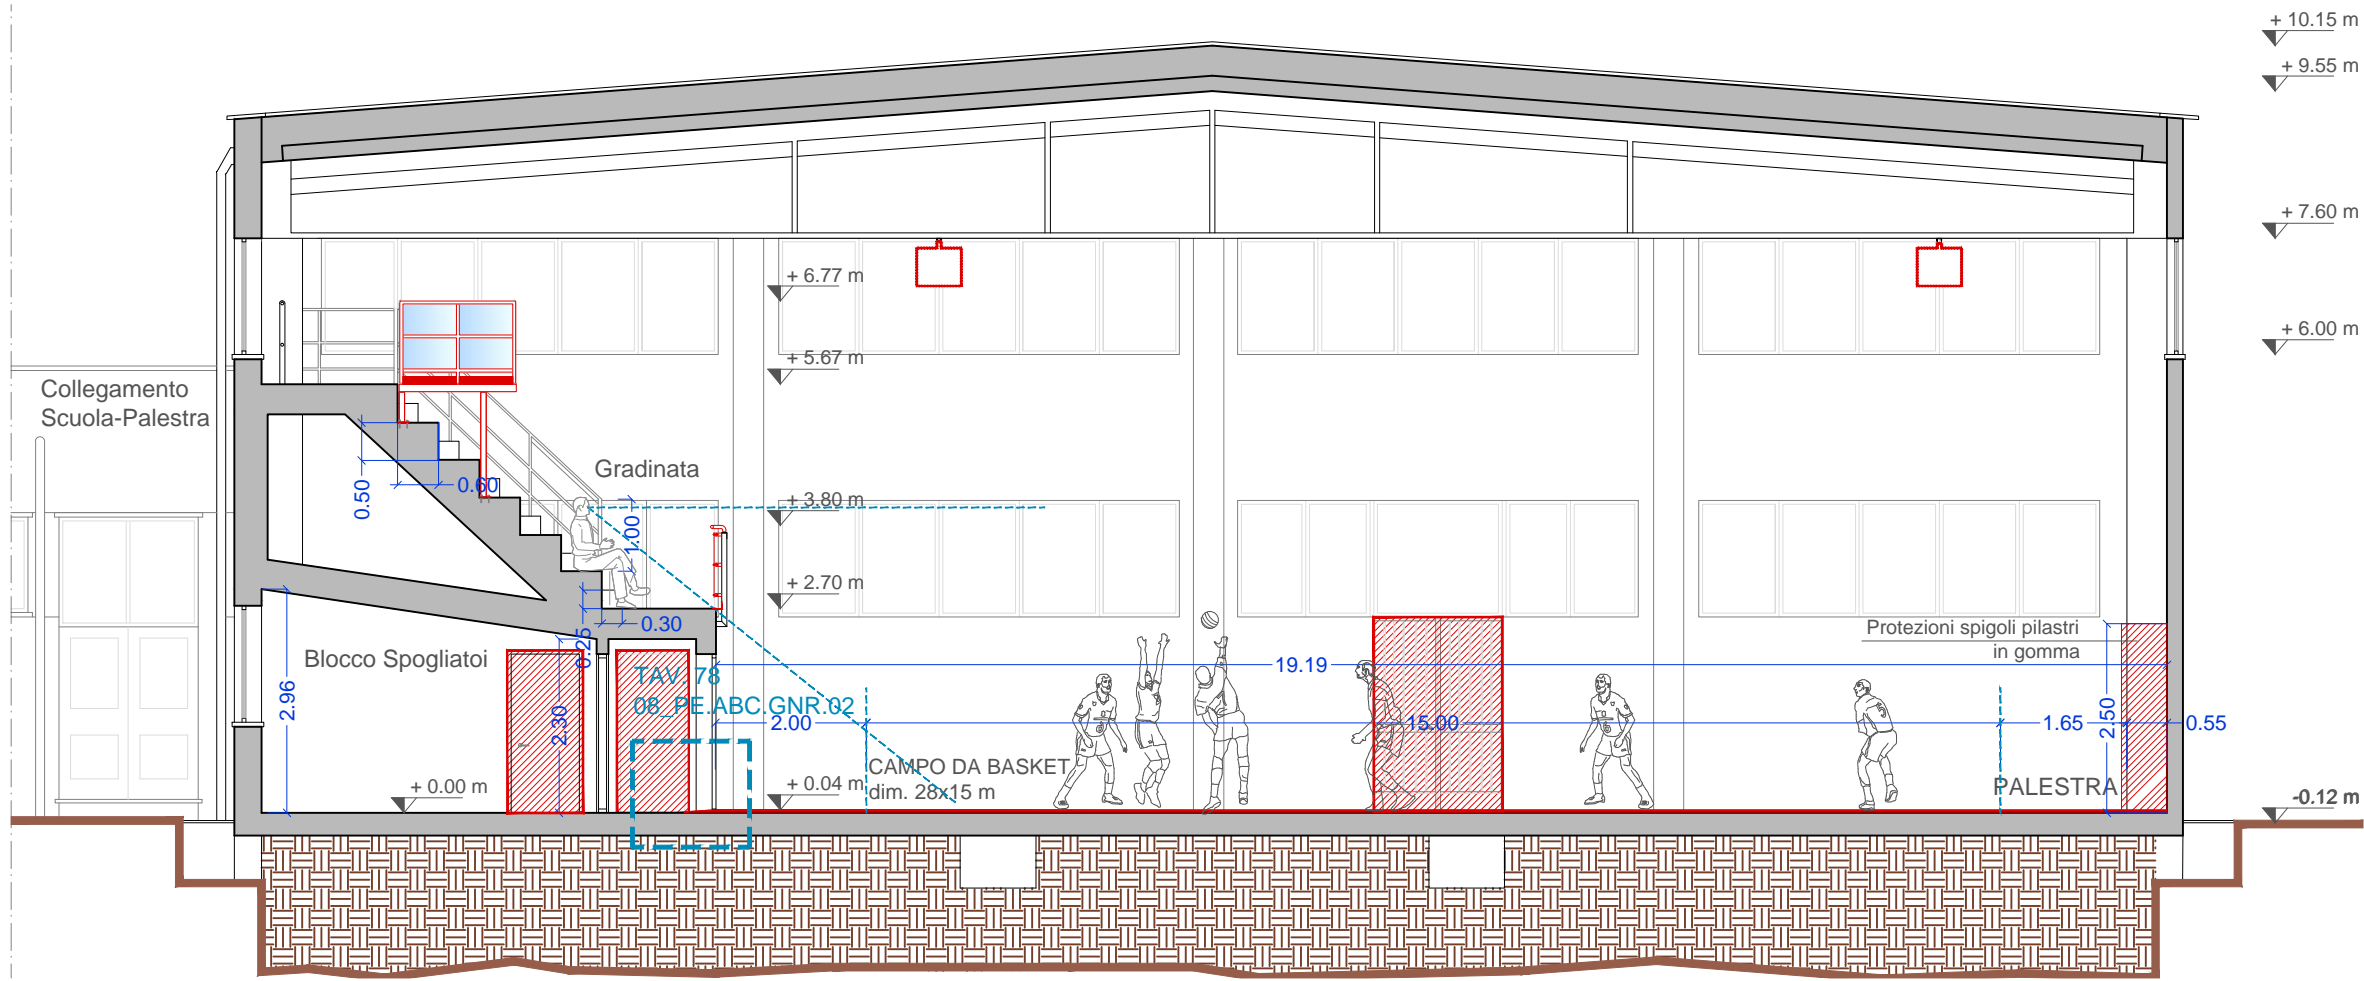 + 10.15 m
+ 9.55 m
+ 7.60 m
+ 6.77 m
+ 6.00 m
+ 5.67 m
Collegamento
Scuola-Palestra
Gradinata
0.50
0.60
+ 3.80 m
1.00
+ 2.70 m
0.25
0.30
Protezioni spigoli pilastri
in gomma
Blocco Spogliatoi
19.19
TAV. 78
08_PE.ABC.GNR.02
2.96
2.30
2.00
15.00
1.65
2.50
0.55
CAMPO DA BASKET
dim. 28x15 m
+ 0.00 m
+ 0.04 m
PALESTRA
-0.12 m